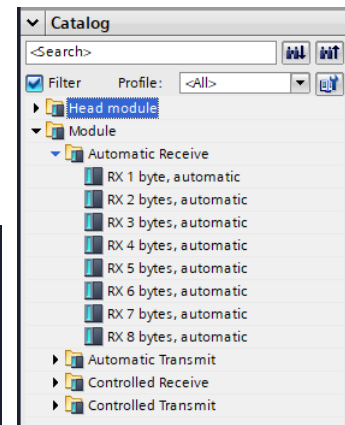 Catalog
<Search>
Filter Profile: <All>
Head module
Module
Automatic Receive
RX 1 byte, automatic
RX 2 bytes, automatic
RX 3 bytes, automatic
RX 4 bytes, automatic
RX 5 bytes, automatic
RX 6 bytes, automatic
RX 7 bytes, automatic
RX 8 bytes, automatic
Automatic Transmit
Controlled Receive
Controlled Transmit